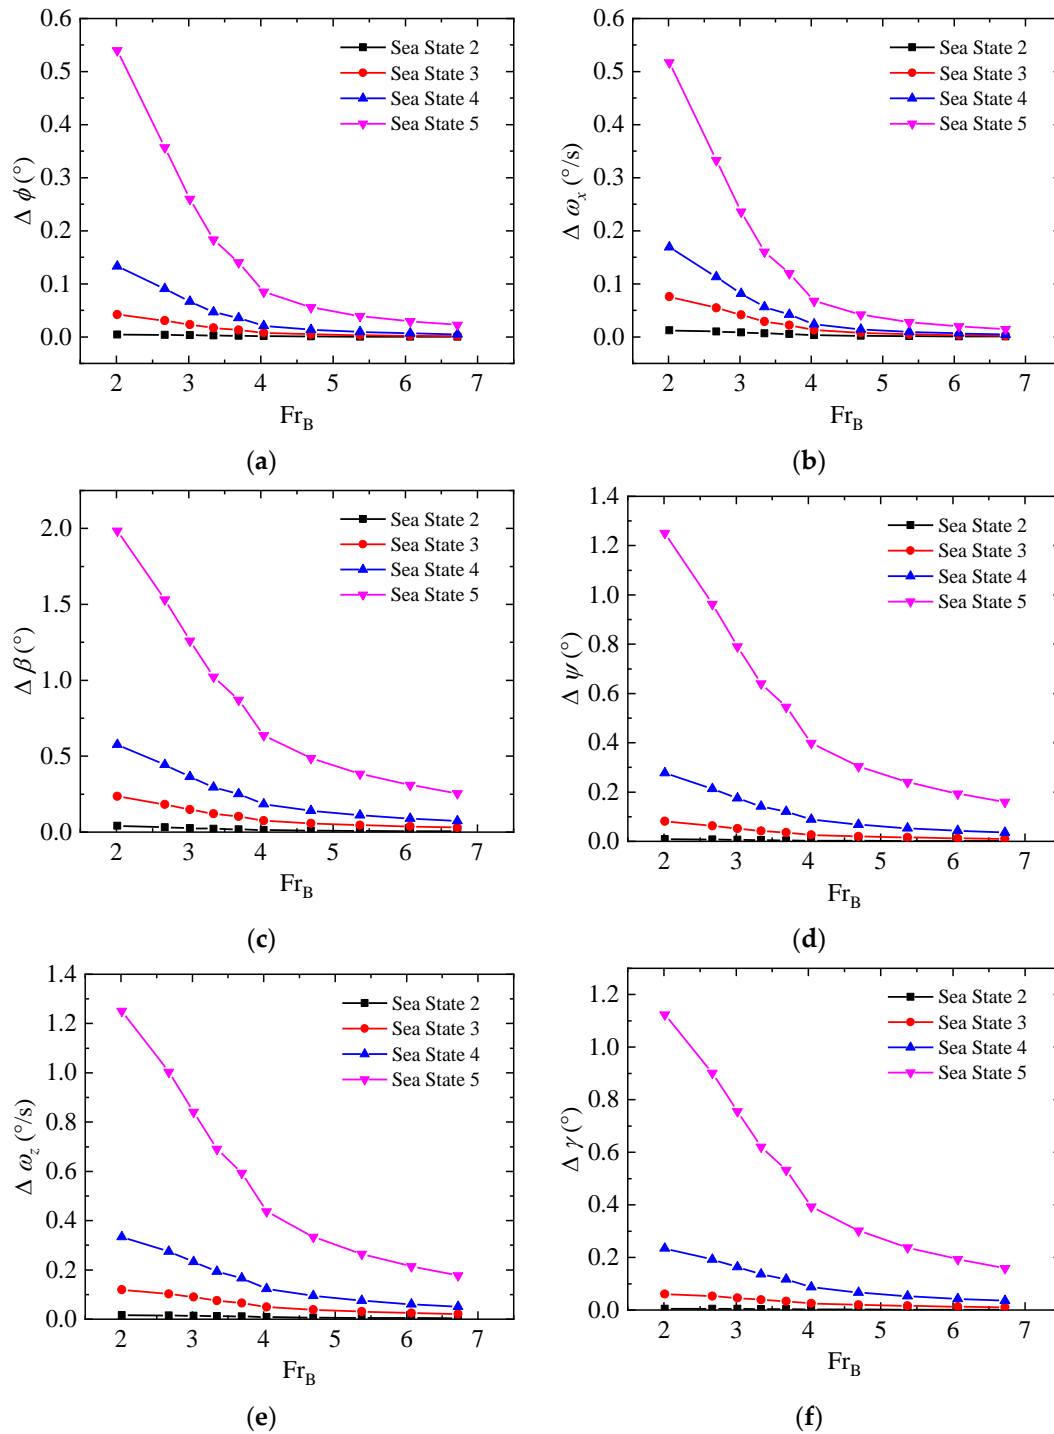 0.6
0.5
0.4
0.3
0.2
0.1
0.0
Δ ϕ (°)
Sea State 2
Sea State 3
Sea State 4
Sea State 5
2 3 4 5 6 7
Fr_B
(a)
0.6
0.5
0.4
0.3
0.2
0.1
0.0
Δ ω_x (°/s)
Sea State 2
Sea State 3
Sea State 4
Sea State 5
2 3 4 5 6 7
Fr_B
(b)
2.0
1.5
1.0
0.5
0.0
Δ β (°)
Sea State 2
Sea State 3
Sea State 4
Sea State 5
2 3 4 5 6 7
Fr_B
(c)
1.4
1.2
1.0
0.8
0.6
0.4
0.2
0.0
Δ ψ (°)
Sea State 2
Sea State 3
Sea State 4
Sea State 5
2 3 4 5 6 7
Fr_B
(d)
1.4
1.2
1.0
0.8
0.6
0.4
0.2
0.0
Δ ω_z (°/s)
Sea State 2
Sea State 3
Sea State 4
Sea State 5
2 3 4 5 6 7
Fr_B
(e)
1.2
1.0
0.8
0.6
0.4
0.2
0.0
Δ γ (°)
Sea State 2
Sea State 3
Sea State 4
Sea State 5
2 3 4 5 6 7
Fr_B
(f)